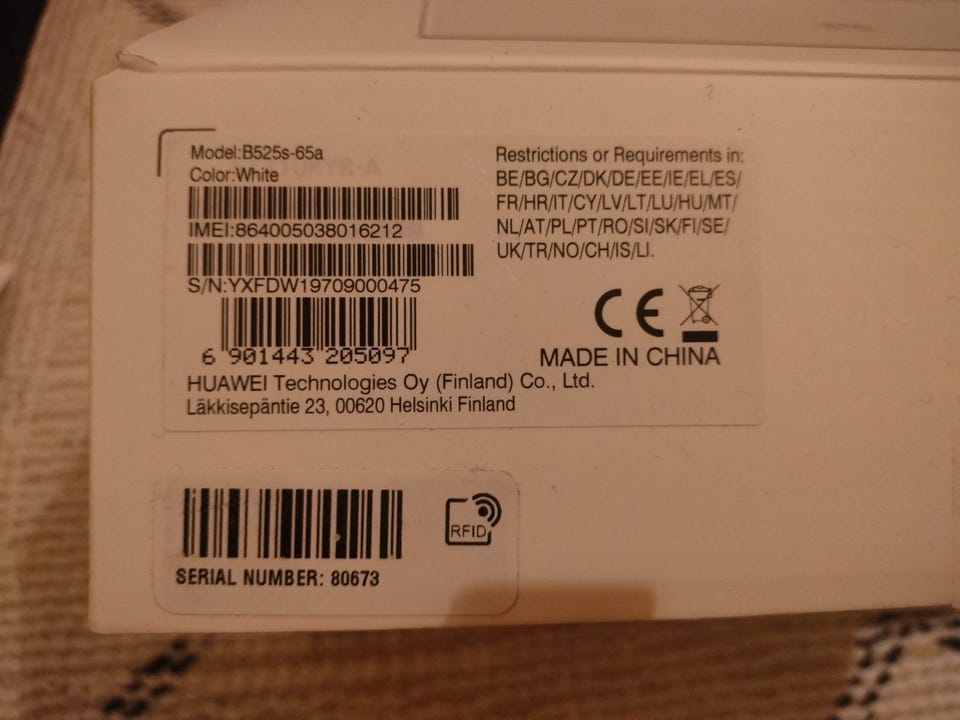 Model:B525s-65a
Color:White
IMEI:864005038016212
S/N:YXFDW19709000475
6 901443 205097
HUAWEI Technologies Oy (Finland) Co., Ltd.
Läkkisepäntie 23, 00620 Helsinki Finland
Restrictions or Requirements in:
BE/BG/CZ/DK/DE/EE/IE/EL/ES/
FR/HR/IT/CY/LV/LT/LU/HU/MT/
NL/AT/PL/PT/RO/SI/SK/FI/SE/
UK/TR/NO/CH/IS/LI.
CE
MADE IN CHINA
RFID
SERIAL NUMBER: 80673